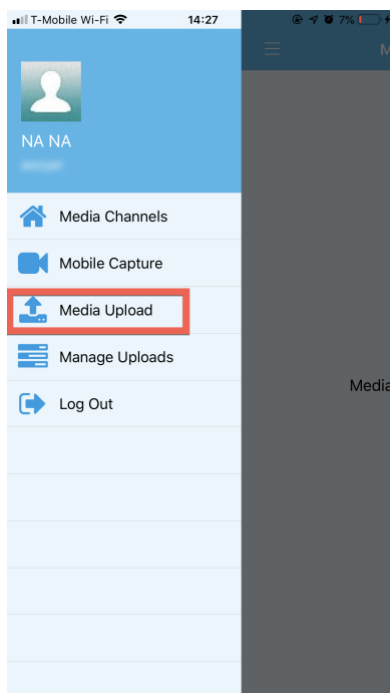 T-Mobile Wi-Fi 14:27 7%
M
NA NA
Media Channels
Mobile Capture
Media Upload
Media
Manage Uploads
Log Out